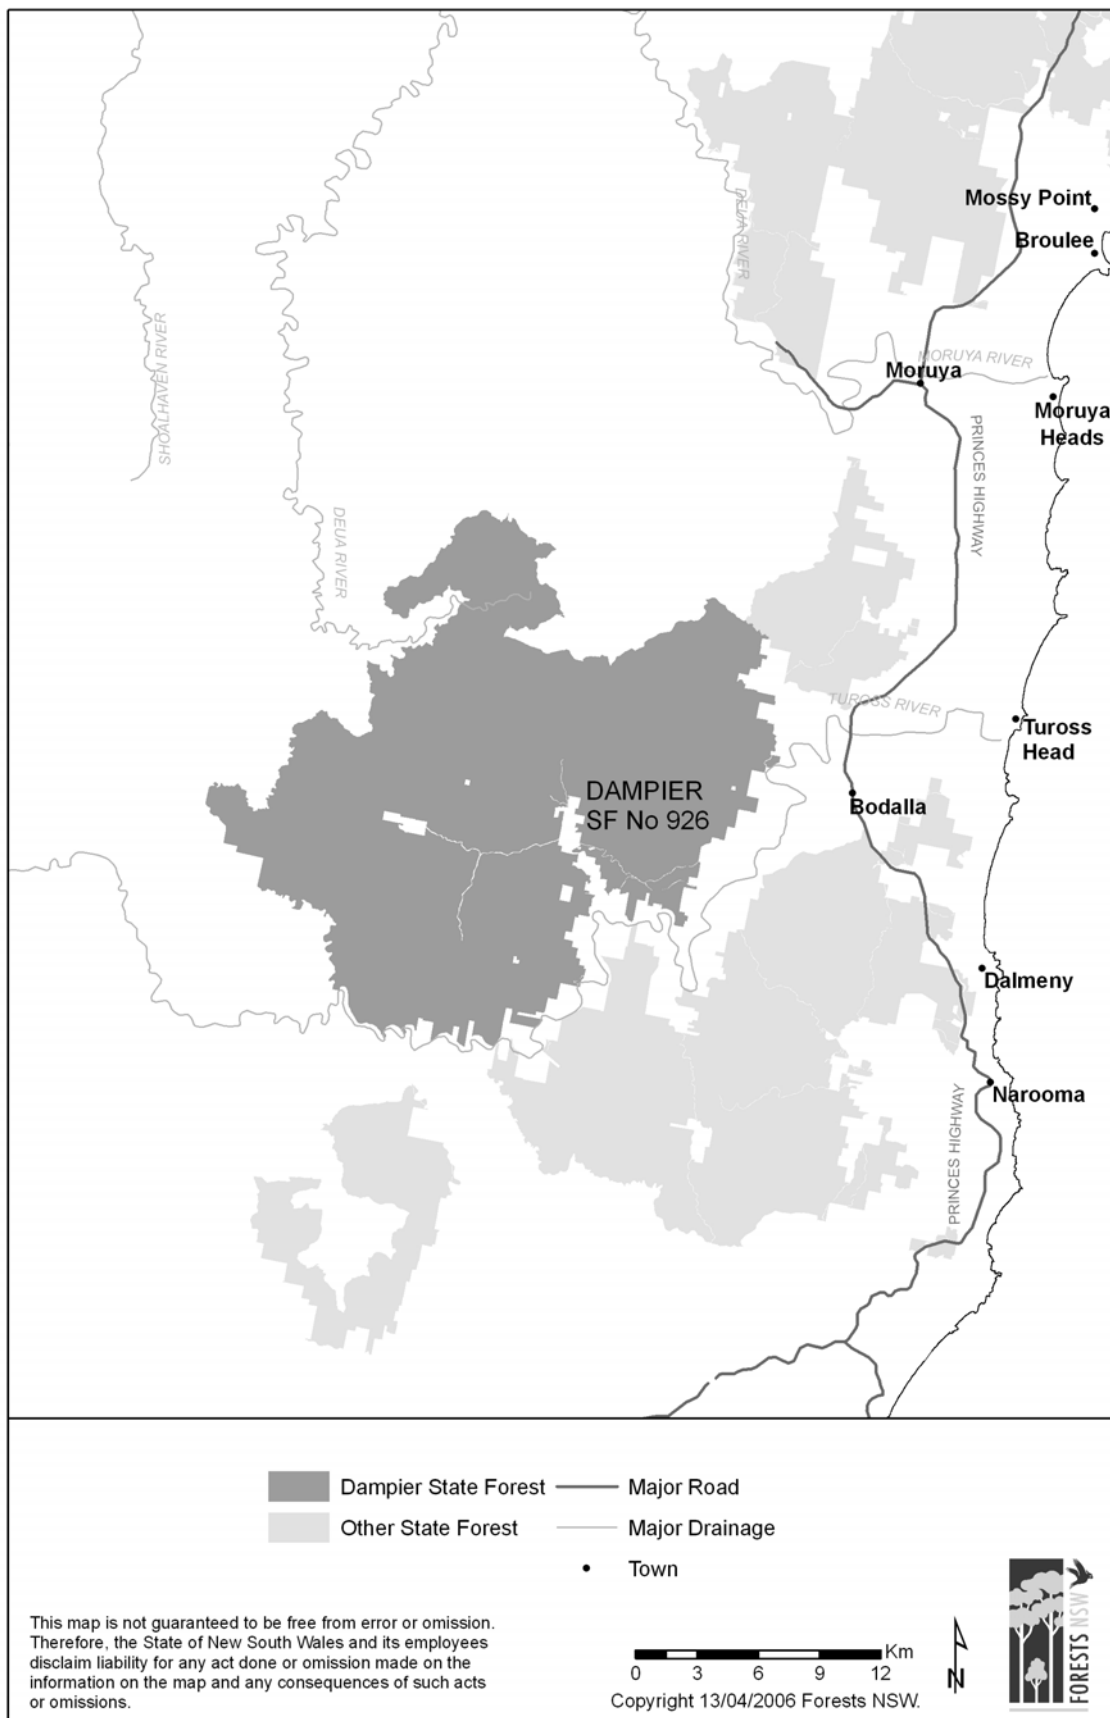 Mossy Point
Broulee
DEUA RIVER
SHOALHAVEN RIVER
MORUYA RIVER
Moruya
Moruya
Heads
PRINCES HIGHWAY
DEUA RIVER
TUROSS RIVER
Tuross
Head
DAMPIER
SF No 926
Bodalla
Dalmeny
Narooma
PRINCES HIGHWAY
Dampier State Forest
Major Road
Other State Forest
Major Drainage
Town
This map is not guaranteed to be free from error or omission.
Therefore, the State of New South Wales and its employees
disclaim liability for any act done or omission made on the
information on the map and any consequences of such acts
or omissions.
Km
0 3 6 9 12
Copyright 13/04/2006 Forests NSW.
N
FORESTS NSW